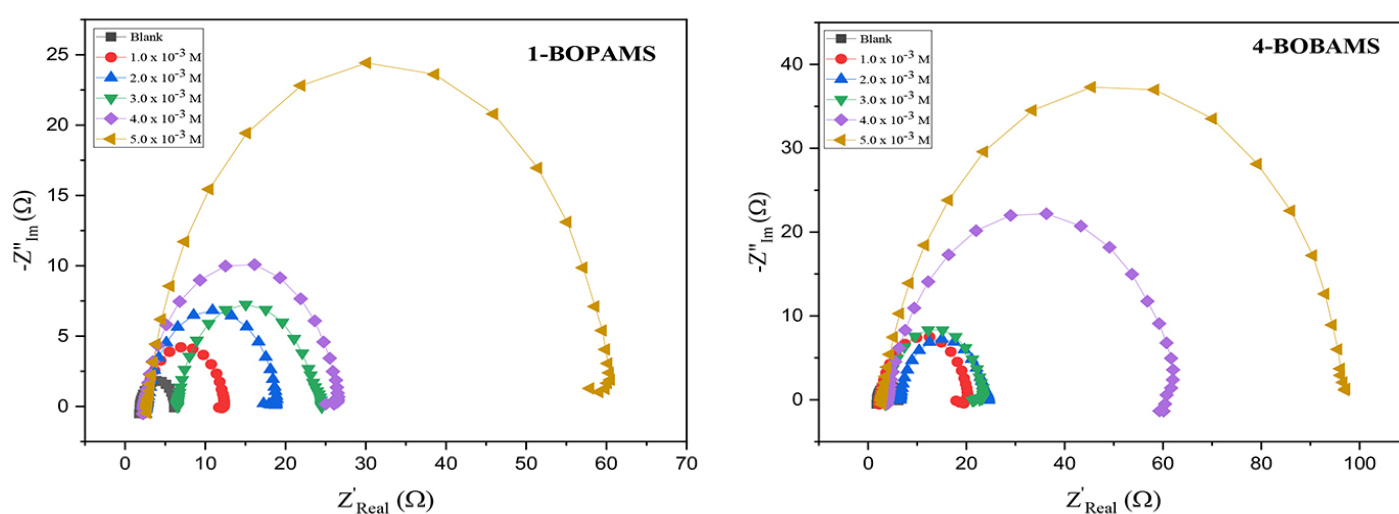 1-BOPAMS
Blank
1.0 x 10⁻³ M
2.0 x 10⁻³ M
3.0 x 10⁻³ M
4.0 x 10⁻³ M
5.0 x 10⁻³ M
-Z''Im (Ω)
25
20
15
10
5
0
0 10 20 30 40 50 60 70
Z'Real (Ω)
4-BOBAMS
Blank
1.0 x 10⁻³ M
2.0 x 10⁻³ M
3.0 x 10⁻³ M
4.0 x 10⁻³ M
5.0 x 10⁻³ M
-Z''Im (Ω)
40
30
20
10
0
0 20 40 60 80 100
Z'Real (Ω)